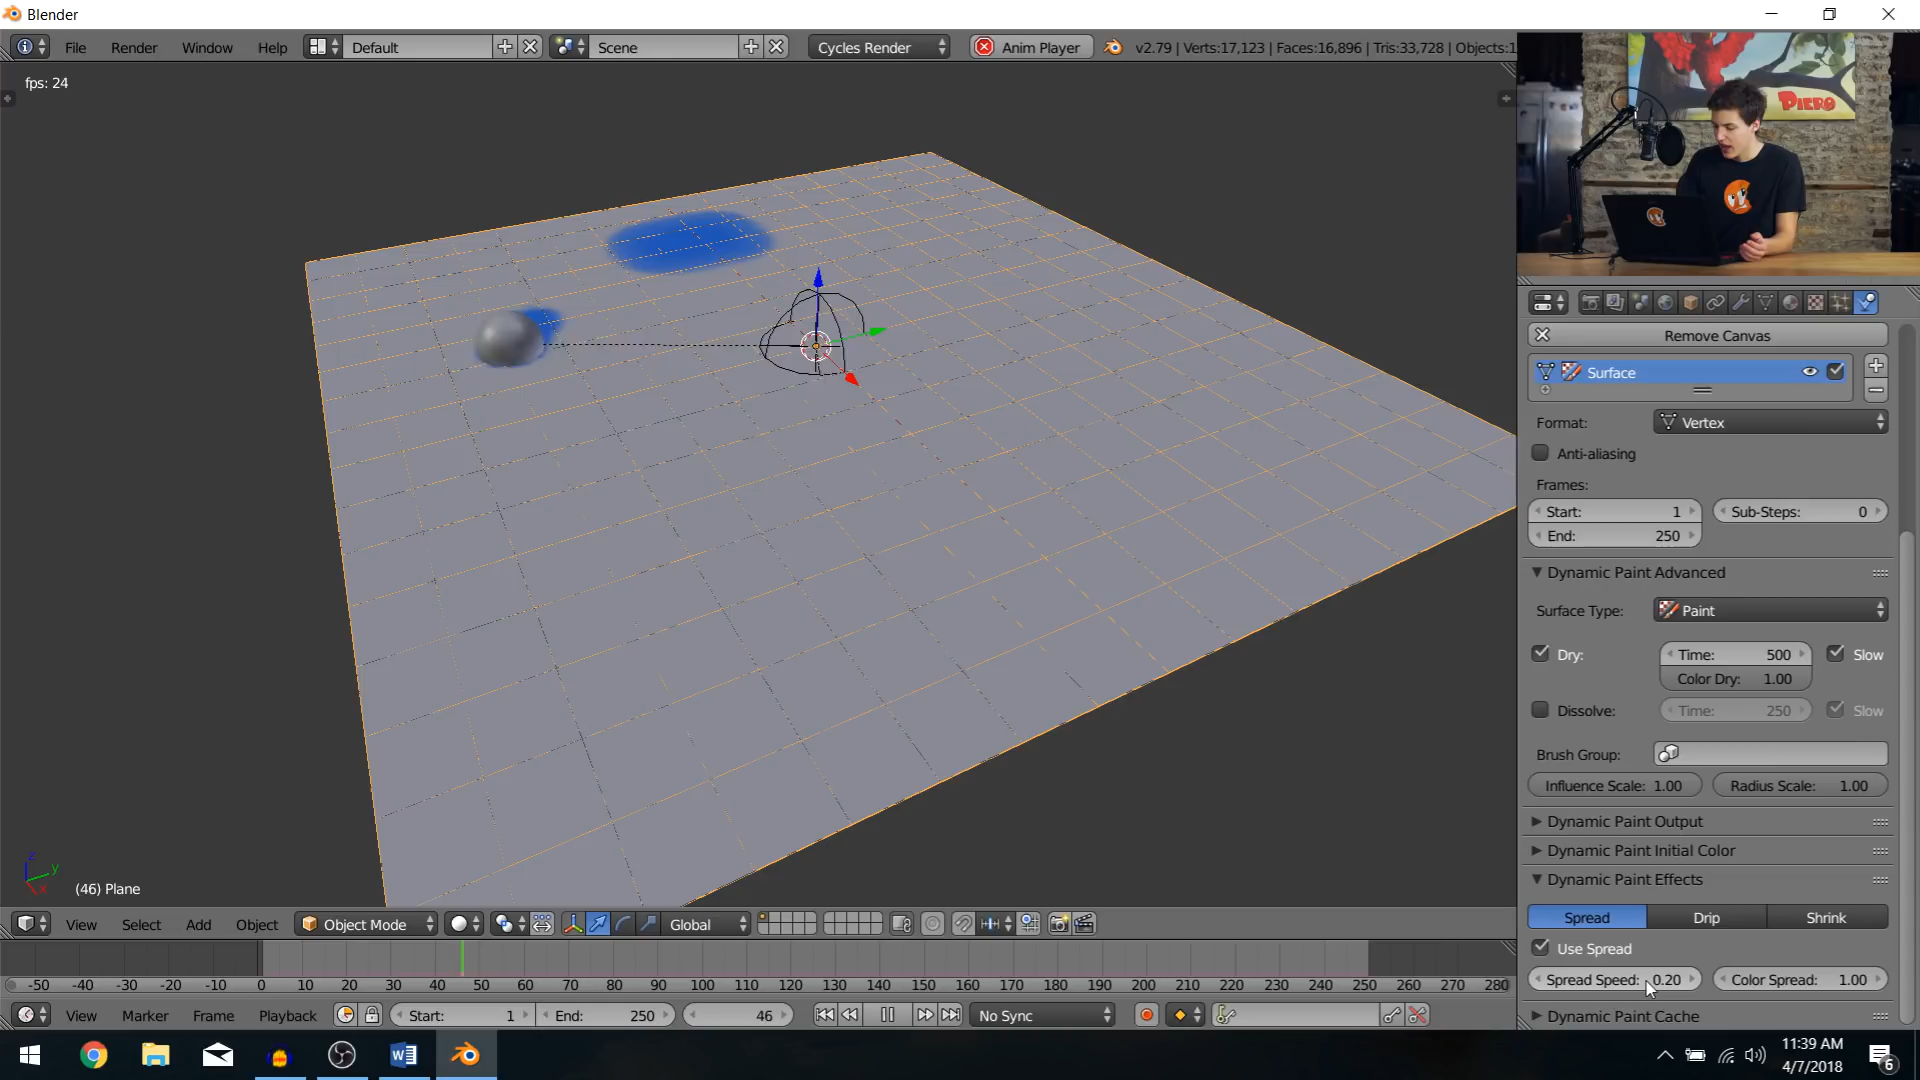 Blender
File Render Window Help Default Scene Cycles Render Anim Player v2.79 | Verts:17,123 | Faces:16,896 | Tris:33,728 | Objects:1
fps: 24
PIERO
Remove Canvas
Surface
Format: Vertex
Anti-aliasing
Frames:
Start: 1 Sub-Steps: 0
End: 250
Dynamic Paint Advanced
Surface Type: Paint
Dry: Time: 500 Slow
Color Dry: 1.00
Dissolve: Time: 250 Slow
Brush Group:
Influence Scale: 1.00 Radius Scale: 1.00
Dynamic Paint Output
Dynamic Paint Initial Color
Dynamic Paint Effects
Spread Drip Shrink
Use Spread
Spread Speed: 0.20 Color Spread: 1.00
Dynamic Paint Cache
z
y
x
(46) Plane
View Select Add Object Object Mode Global
-50 -40 -30 -20 -10 0 10 20 30 40 50 60 70 80 90 100 110 120 130 140 150 160 170 180 190 200 210 220 230 240 250 260 270 280
View Marker Frame Playback Start: 1 End: 250 46 No Sync
11:39 AM
4/7/2018
6